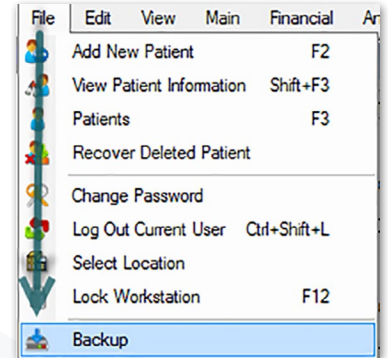 File Edit View Main Financial
Add New Patient F2
View Patient Information Shift+F3
Patients F3
Recover Deleted Patient
Change Password
Log Out Current User Ctrl+Shift+L
Select Location
Lock Workstation F12
Backup